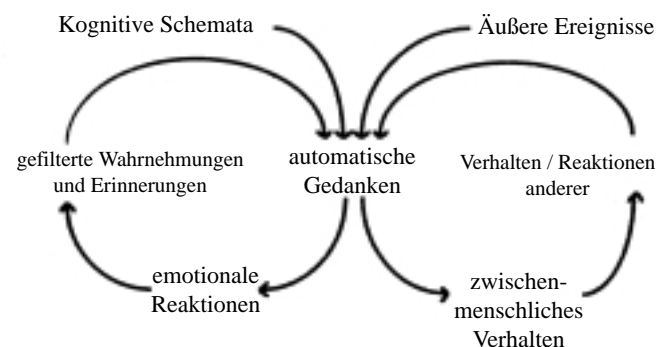 Kognitive Schemata
Äußere Ereignisse
gefilterte Wahrnehmungen
und Erinnerungen
automatische
Gedanken
Verhalten / Reaktionen
anderer
emotionale
Reaktionen
zwischen-
menschliches
Verhalten